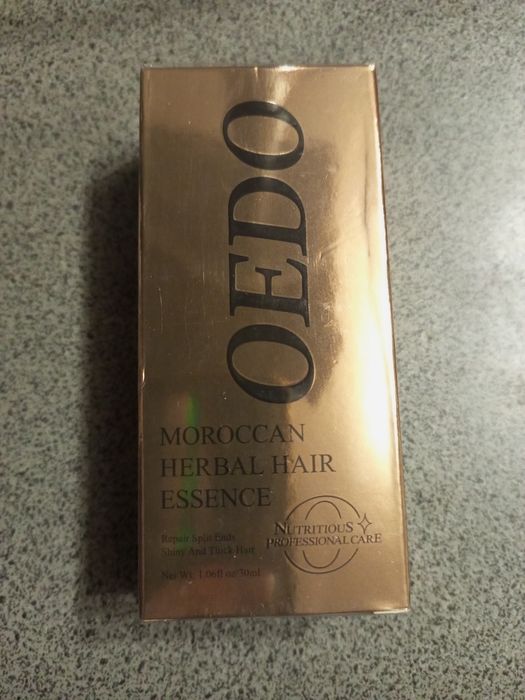 OEDO
MOROCCAN
HERBAL HAIR
ESSENCE
Repair Split Ends
Shiny And Thick Hair
Net Wt: 1.06fl oz/30ml
NUTRITIOUS
PROFESSIONAL CARE